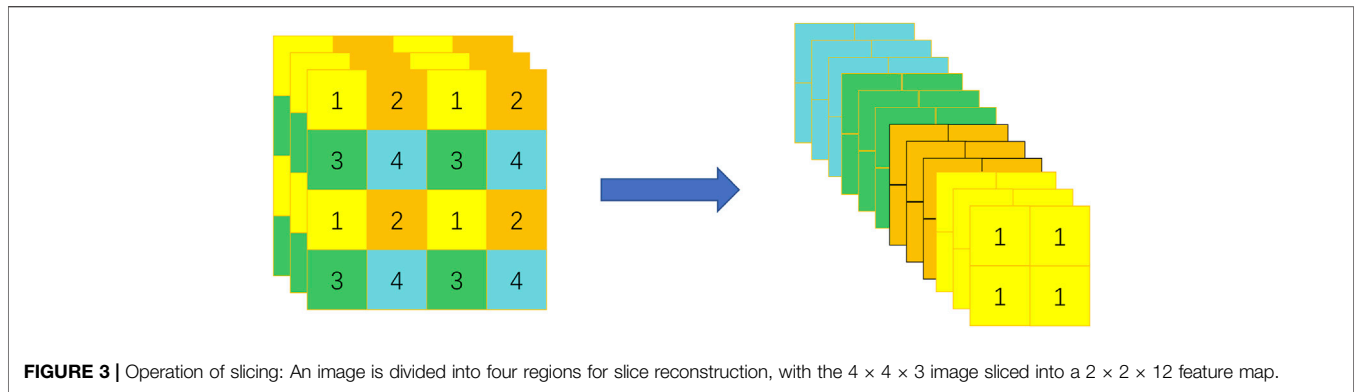 1 2 1 2
3 4 3 4
1 2 1 2
3 4 3 4
1 1
1 1
FIGURE 3 | Operation of slicing: An image is divided into four regions for slice reconstruction, with the 4 × 4 × 3 image sliced into a 2 × 2 × 12 feature map.